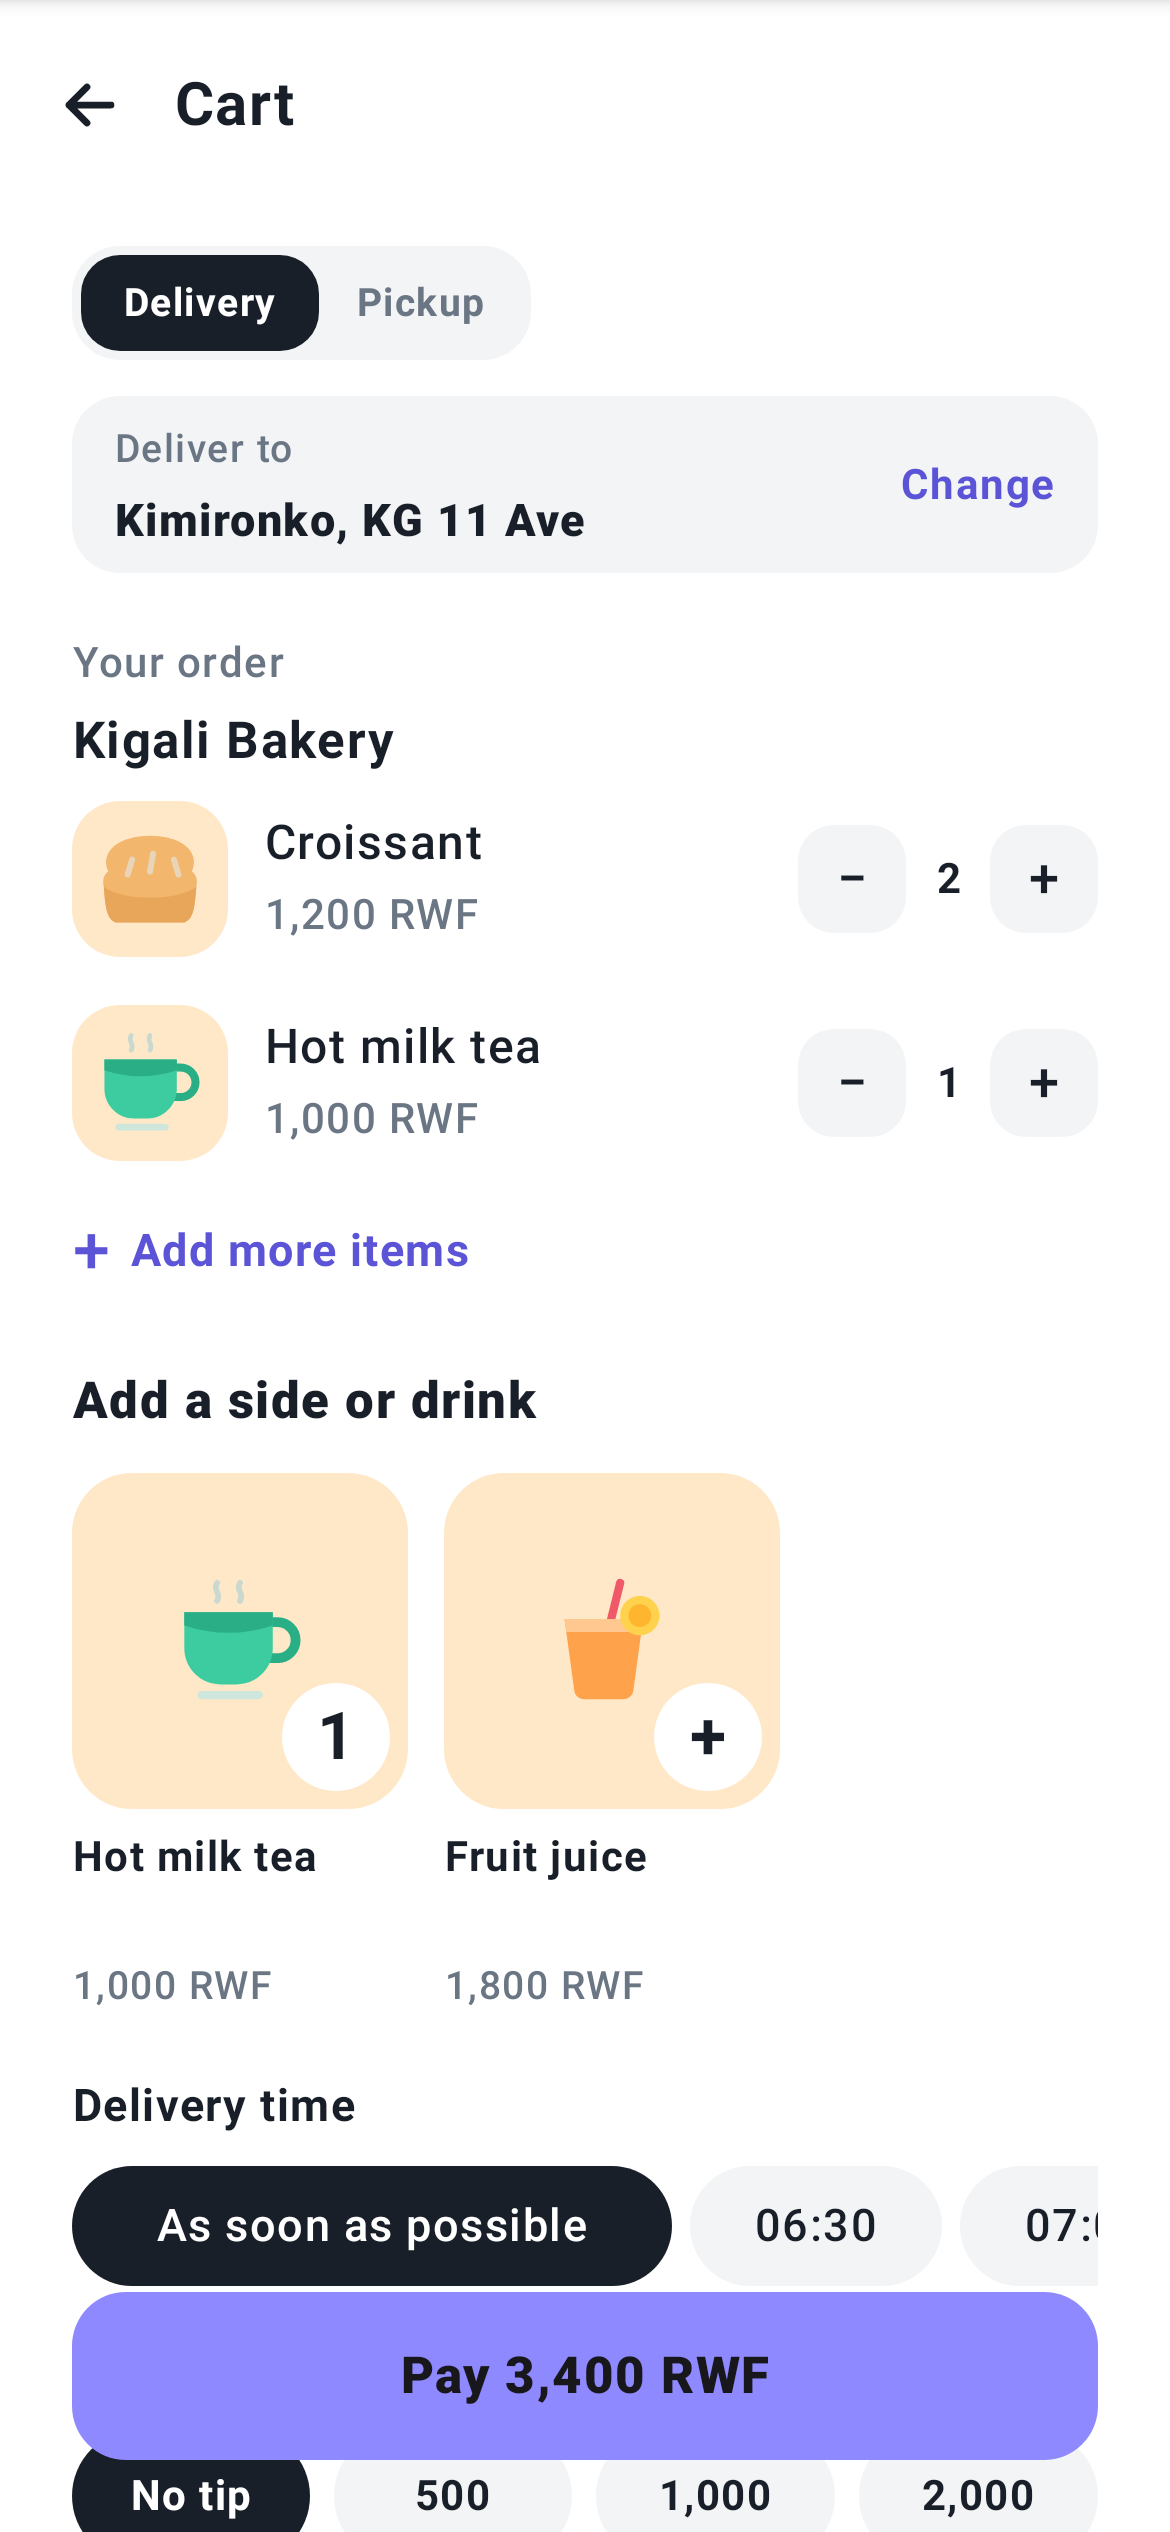 Cart
Delivery Pickup
Deliver to
Kimironko, KG 11 Ave
Change
Your order
Kigali Bakery
Croissant
1,200 RWF
− 2 +
Hot milk tea
1,000 RWF
− 1 +
+ Add more items
Add a side or drink
1
+
Hot milk tea
1,000 RWF
Fruit juice
1,800 RWF
Delivery time
As soon as possible 06:30
Pay 3,400 RWF
No tip 500 1,000 2,000